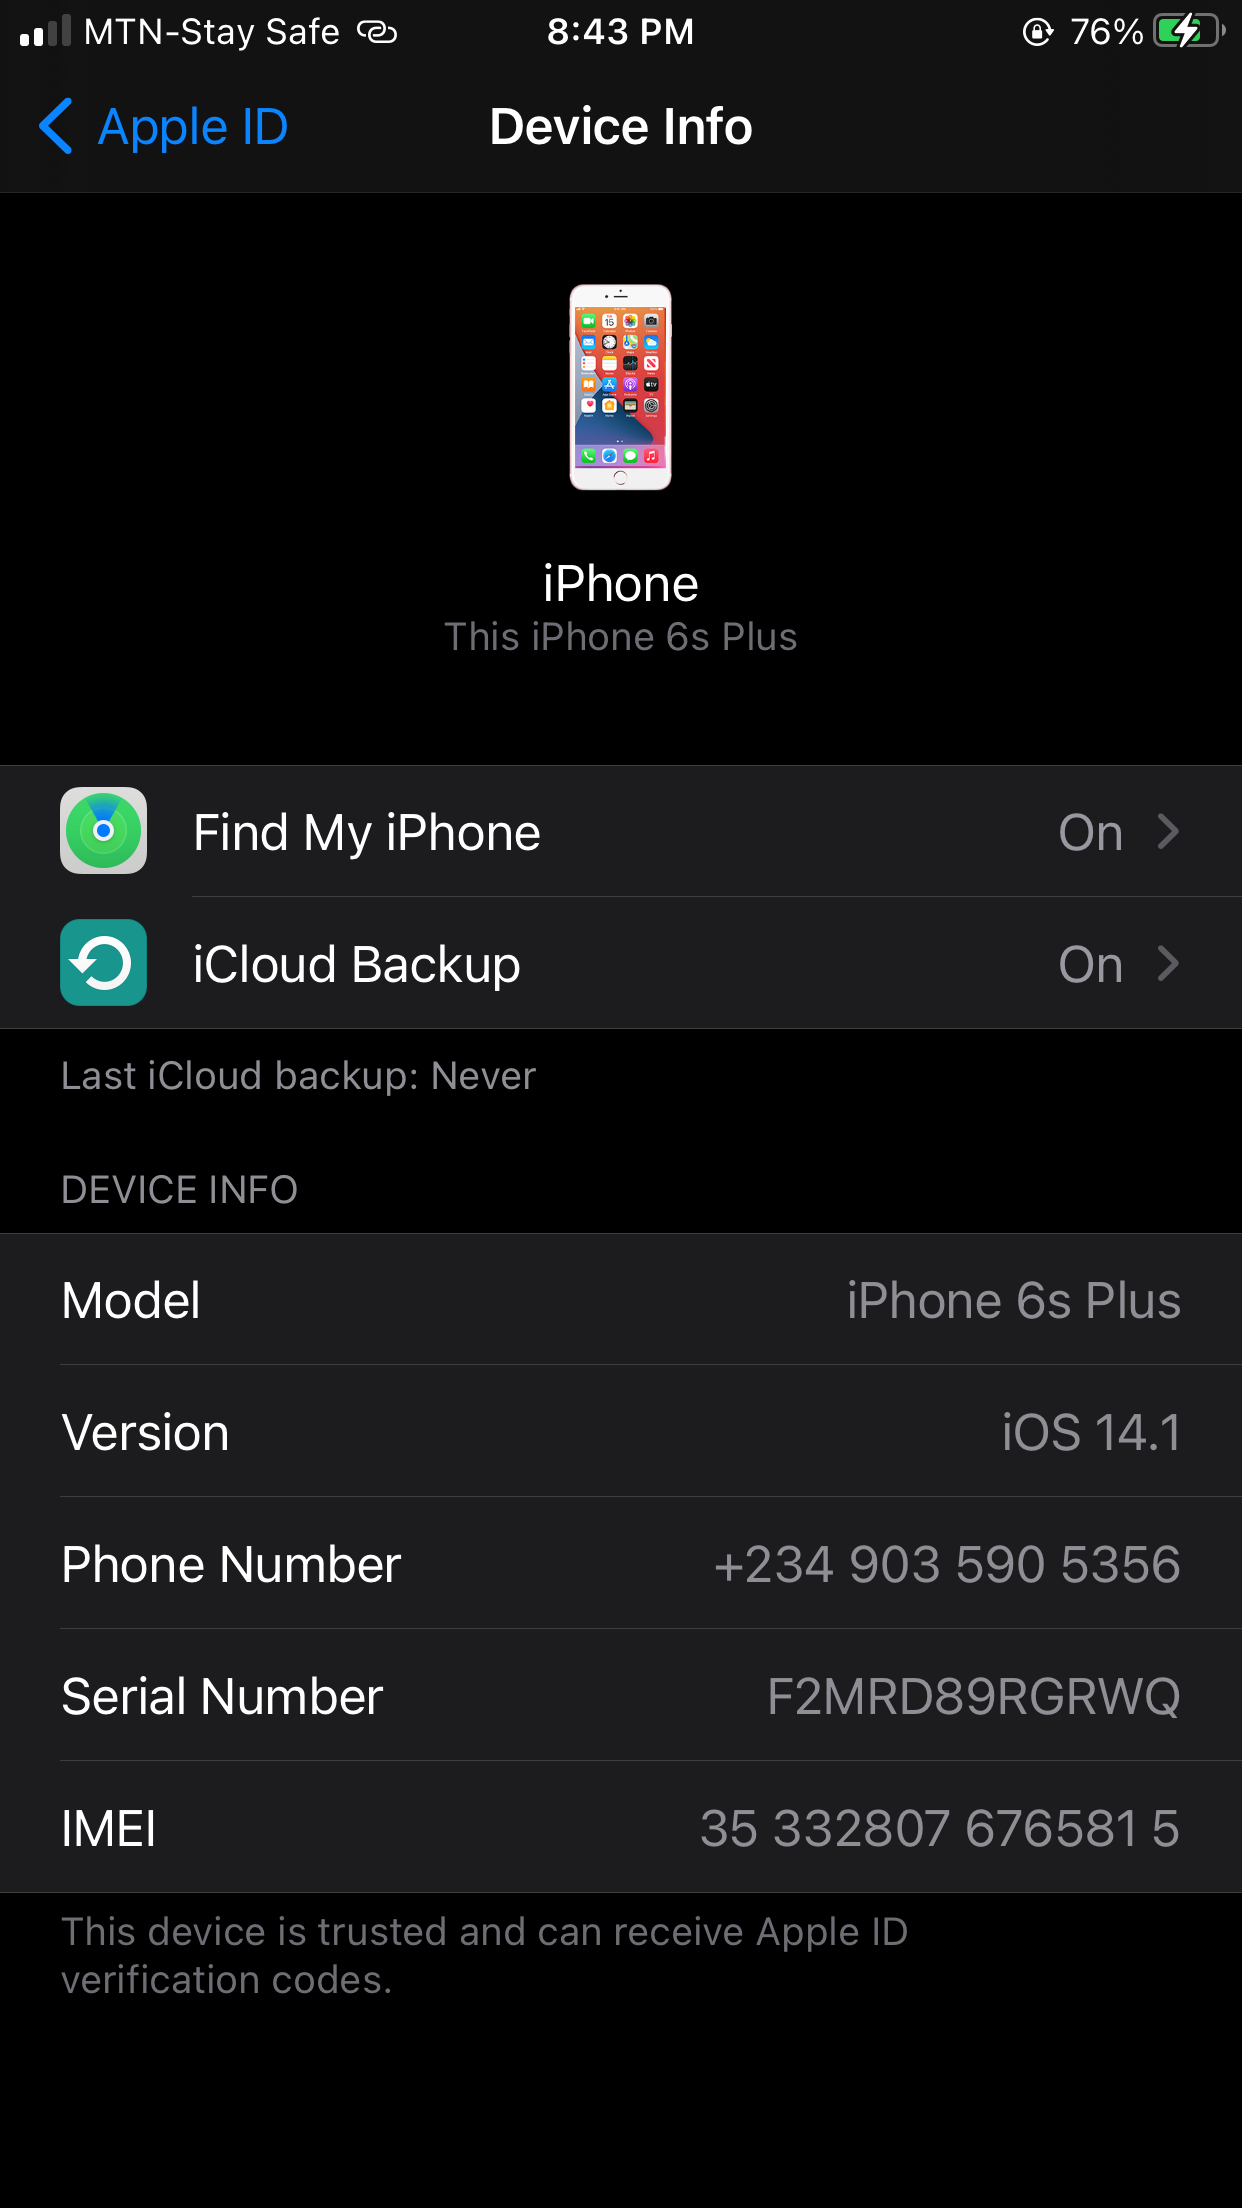 MTN-Stay Safe 8:43 PM 76%
Apple ID Device Info
iPhone
This iPhone 6s Plus
Find My iPhone On
iCloud Backup On
Last iCloud backup: Never
DEVICE INFO
Model iPhone 6s Plus
Version iOS 14.1
Phone Number +234 903 590 5356
Serial Number F2MRD89RGRWQ
IMEI 35 332807 676581 5
This device is trusted and can receive Apple ID
verification codes.